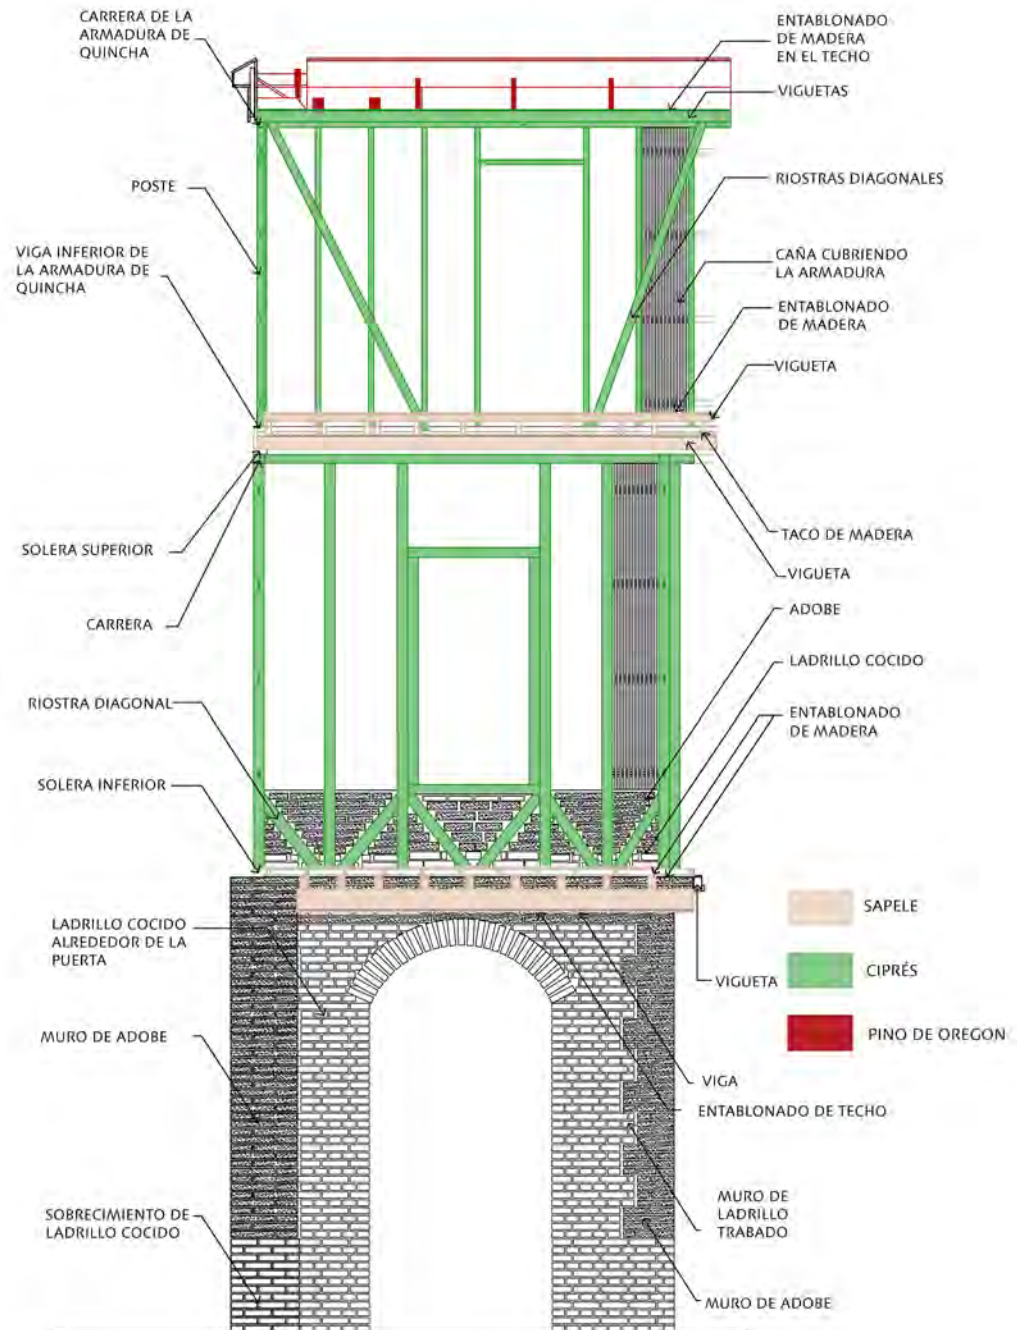 CARRERA DE LA
ARMADURA DE
QUINCHA
POSTE
VIGA INFERIOR DE
LA ARMADURA DE
QUINCHA
SOLERA SUPERIOR
CARRERA
RIOSTRA DIAGONAL
SOLERA INFERIOR
LADRILLO COCIDO
ALREDEDOR DE LA
PUERTA
MURO DE ADOBE
SOBRECIMIENTO DE
LADRILLO COCIDO
ENTABLONADO
DE MADERA
EN EL TECHO
VIGUETAS
RIOSTRAS DIAGONALES
CAÑA CUBRIENDO
LA ARMADURA
ENTABLONADO
DE MADERA
VIGUETA
TACO DE MADERA
VIGUETA
ADOBE
LADRILLO COCIDO
ENTABLONADO
DE MADERA
SAPELE
CIPRÉS
PINO DE OREGON
VIGUETA
VIGA
ENTABLONADO DE TECHO
MURO DE
LADRILLO
TRABADO
MURO DE ADOBE